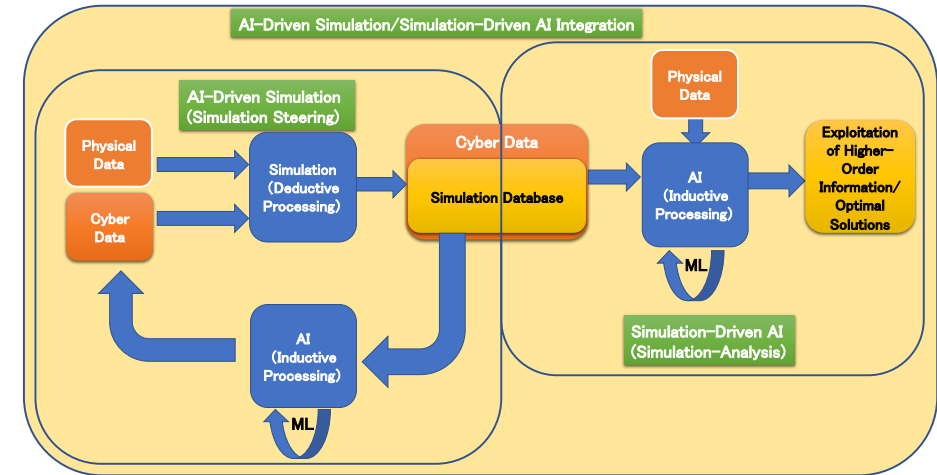 AI-Driven Simulation/Simulation-Driven AI Integration
AI-Driven Simulation
(Simulation Steering)
Physical
Data
Cyber
Data
Simulation
(Deductive
Processing)
Cyber Data
Simulation Database
AI
(Inductive
Processing)
ML
Physical
Data
AI
(Inductive
Processing)
ML
Exploitation
of Higher-
Order
Information/
Optimal
Solutions
Simulation-Driven AI
(Simulation-Analysis)